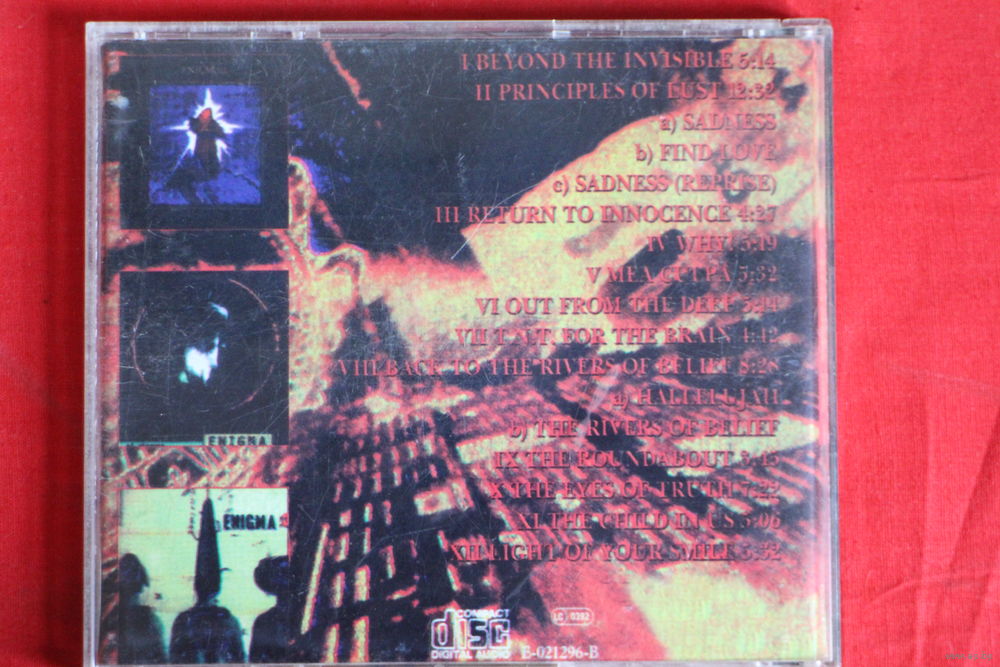 I BEYOND THE INVISIBLE 5:14
II PRINCIPLES OF LUST 12:32
a) SADNESS
b) FIND LOVE
c) SADNESS (REPRISE)
III RETURN TO INNOCENCE 4:27
IV WHY! 5:19
V MEA CULPA 5:32
VI OUT FROM THE DEEP 5:14
VII T.N.T. FOR THE BRAIN 4:42
VIII BACK TO THE RIVERS OF BELIEF 8:28
a) HALLELUJAH
b) THE RIVERS OF BELIEF
IX THE ROUNDABOUT 3:45
X THE EYES OF TRUTH 7:22
XI THE CHILD IN US 5:06
XII LIGHT OF YOUR SMILE 5:32
ENIGMA
ENIGMA
COMPACT
disc
DIGITAL AUDIO
B-021296-B
LC 0392